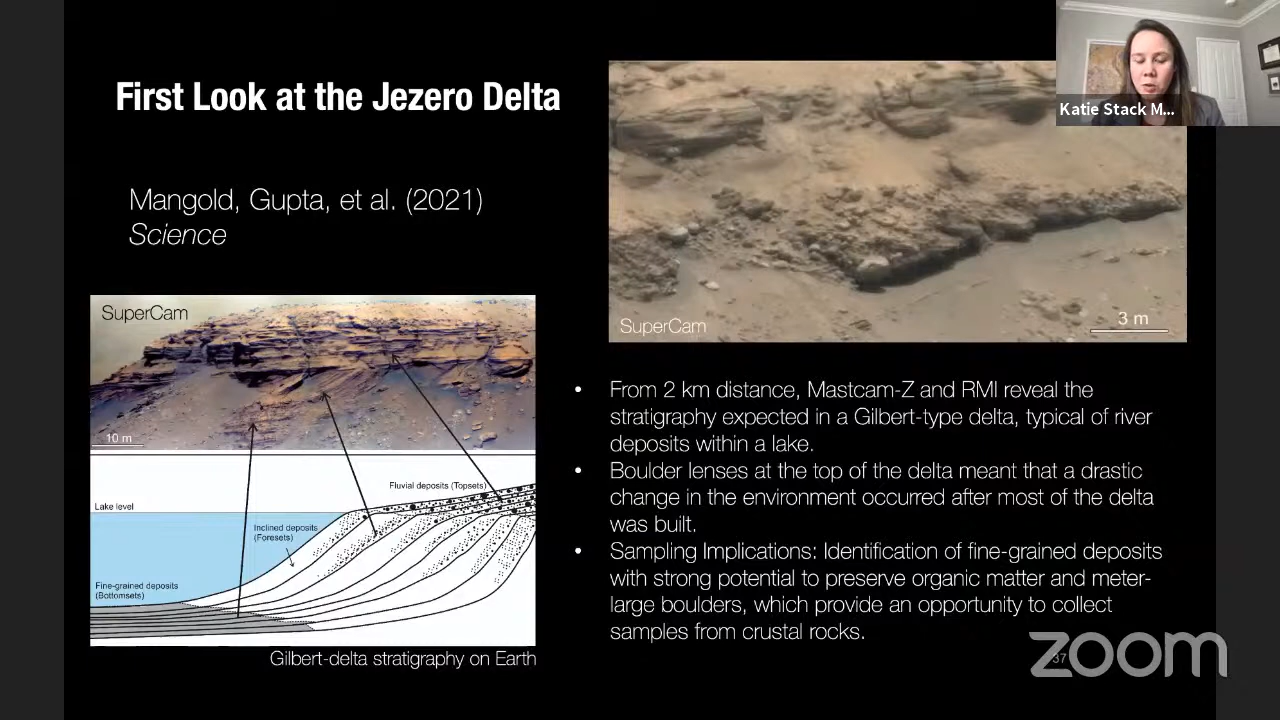 First Look at the Jezero Delta
Katie Stack M...
Mangold, Gupta, et al. (2021)
Science
SuperCam
10 m
Fluvial deposits (Topsets)
Lake level
Inclined deposits
(Foresets)
Fine-grained deposits
(Bottomsets)
Gilbert-delta stratigraphy on Earth
SuperCam
3 m
• From 2 km distance, Mastcam-Z and RMI reveal the
stratigraphy expected in a Gilbert-type delta, typical of river
deposits within a lake.
• Boulder lenses at the top of the delta meant that a drastic
change in the environment occurred after most of the delta
was built.
• Sampling Implications: Identification of fine-grained deposits
with strong potential to preserve organic matter and meter-
large boulders, which provide an opportunity to collect
samples from crustal rocks.
37
zoom